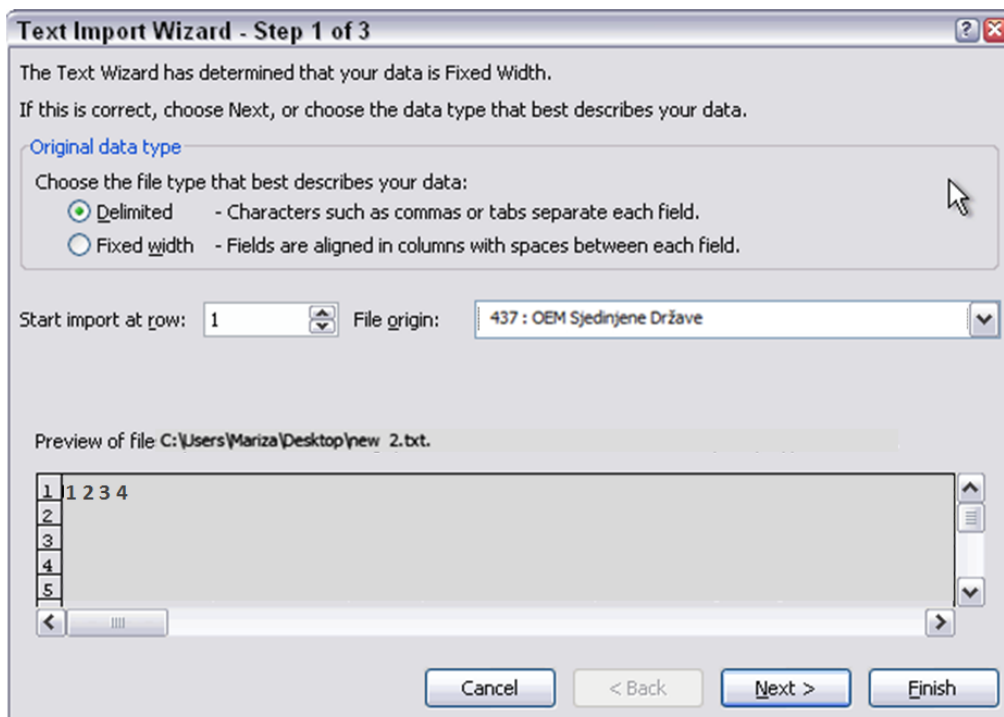 Text Import Wizard - Step 1 of 3
The Text Wizard has determined that your data is Fixed Width.
If this is correct, choose Next, or choose the data type that best describes your data.
Original data type
Choose the file type that best describes your data:
Delimited - Characters such as commas or tabs separate each field.
Fixed width - Fields are aligned in columns with spaces between each field.
Start import at row: 1 File origin: 437 : OEM Sjedinjene Države
Preview of file C:\Users\Mariza\Desktop\new 2.txt.
1 1 2 3 4
2
3
4
5
Cancel < Back Next > Finish